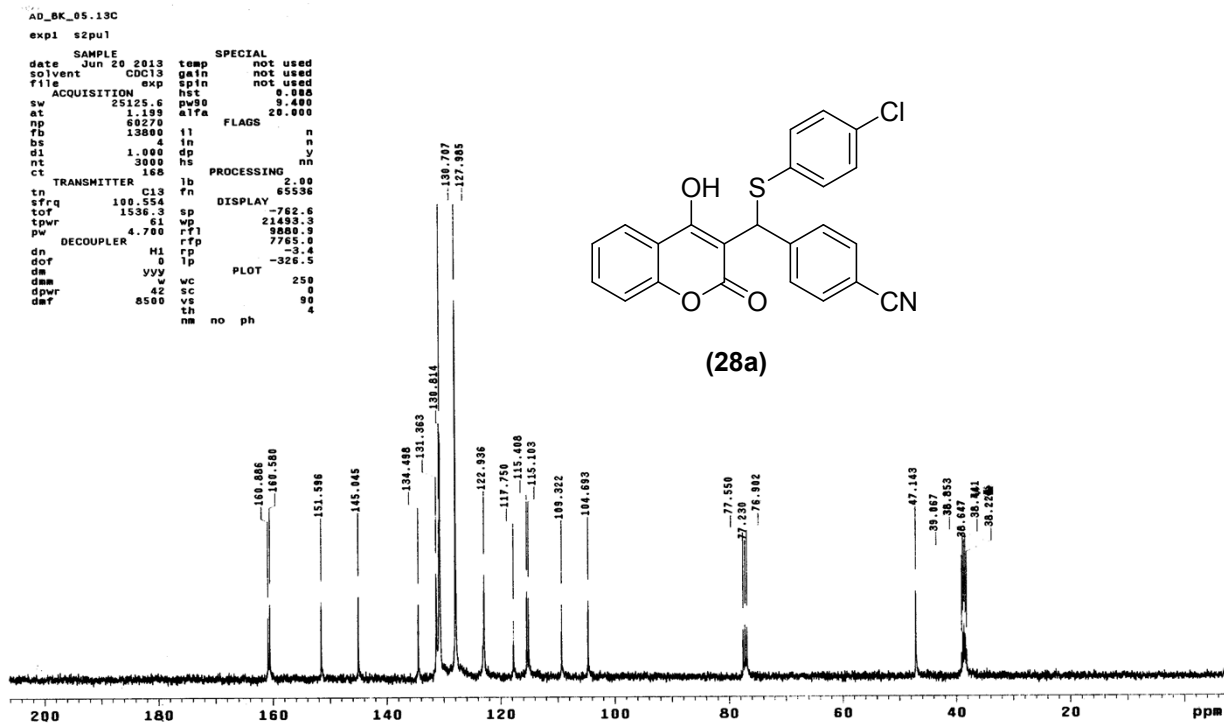 AD_BK_05.13C
exp1 s2pul
SAMPLE SPECIAL
date Jun 20 2013 temp not used
solvent CDCl3 gain not used
file exp spin not used
ACQUISITION hst 0.008
sw 25125.6 pw90 9.400
at 1.199 alfa 20.000
np 60270 FLAGS
fb 13800 il n
bs 4 in n
d1 1.000 dp y
nt 3000 hs nn
ct 168 PROCESSING
TRANSMITTER lb 2.00
tn C13 fn 65536
sfrq 100.554 DISPLAY
tof 1536.3 sp -762.6
tpwr 61 wp 21493.3
pw 4.700 rfl 9880.9
DECOUPLER rfp 7765.0
dn H1 rp -3.4
dof 0 lp -326.5
dm yyy PLOT
dmm w wc 250
dpwr 42 sc 0
dmf 8500 vs 90
th 4
nm no ph
Cl
OH S
O O
CN
(28a)
160.886
160.580
151.596
145.045
134.498
131.363
130.814
130.707
127.985
122.936
117.750
115.408
115.103
109.322
104.693
77.550
77.230
76.902
47.143
39.067
38.853
38.647
200 180 160 140 120 100 80 60 40 20 ppm